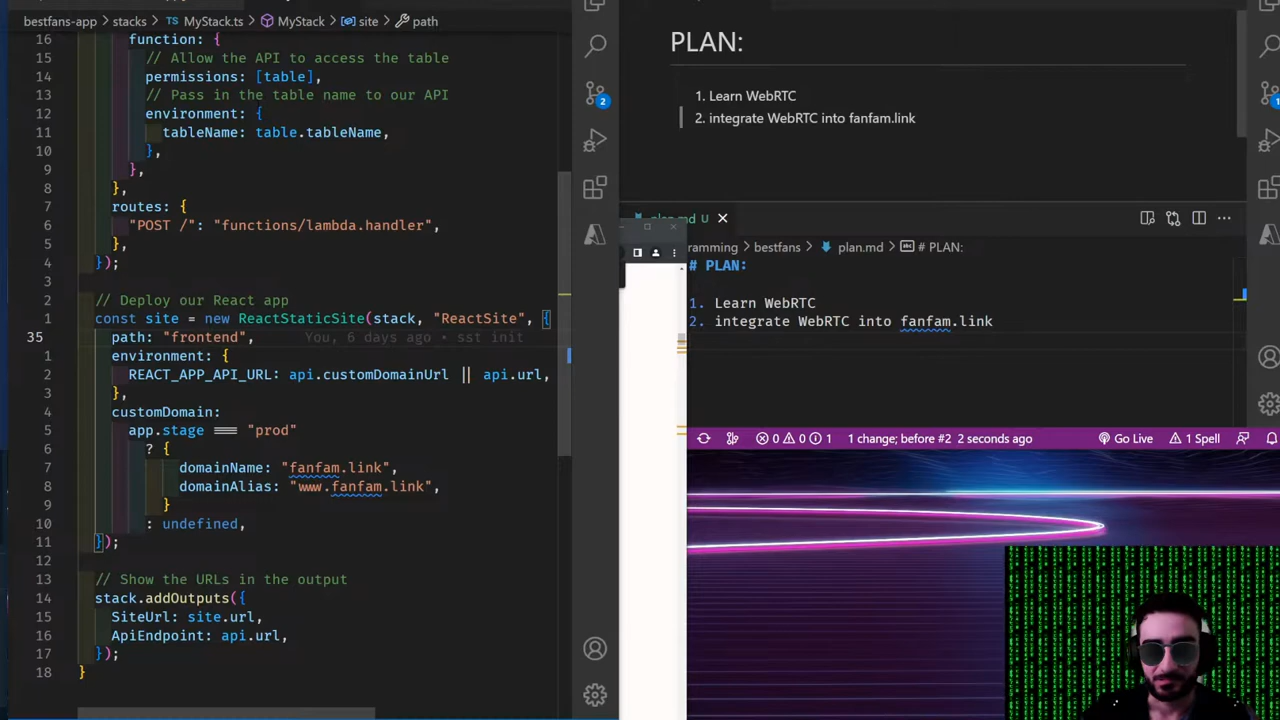 bestfans-app > stacks > TS MyStack.ts > MyStack > site > path
16 function: {
15 // Allow the API to access the table
14 permissions: [table],
13 // Pass in the table name to our API
12 environment: {
11 tableName: table.tableName,
10 },
9 },
8 },
7 routes: {
6 "POST /": "functions/lambda.handler",
5 },
4 });
3
2 // Deploy our React app
1 const site = new ReactStaticSite(stack, "ReactSite", {
35 path: "frontend", You, 6 days ago • sst init
1 environment: {
2 REACT_APP_API_URL: api.customDomainUrl || api.url,
3 },
4 customDomain:
5 app.stage === "prod"
6 ? {
7 domainName: "fanfam.link",
8 domainAlias: "www.fanfam.link",
9 }
10 : undefined,
11 });
12
13 // Show the URLs in the output
14 stack.addOutputs({
15 SiteUrl: site.url,
16 ApiEndpoint: api.url,
17 });
18 }
2
PLAN:
1. Learn WebRTC
2. integrate WebRTC into fanfam.link
1
plan.md U
ramming > bestfans > plan.md > # PLAN:
# PLAN:
1. Learn WebRTC
2. integrate WebRTC into fanfam.link
0 0 1 1 change; before #2 2 seconds ago Go Live 1 Spell